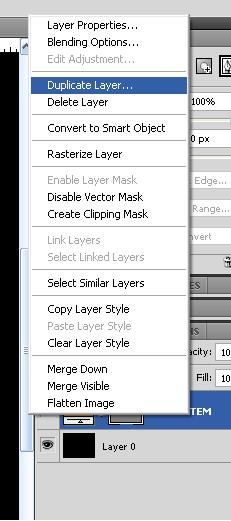 Layer Properties...
Blending Options...
Edit Adjustment...
Duplicate Layer...
Delete Layer
Convert to Smart Object
Rasterize Layer
Enable Layer Mask
Disable Vector Mask
Create Clipping Mask
Link Layers
Select Linked Layers
Select Similar Layers
Copy Layer Style
Paste Layer Style
Clear Layer Style
Merge Down
Merge Visible
Flatten Image
100%
0 px
Edge...
Range...
nvert
ES
NS
acity: 10
Fill: 10
TEM
Layer 0